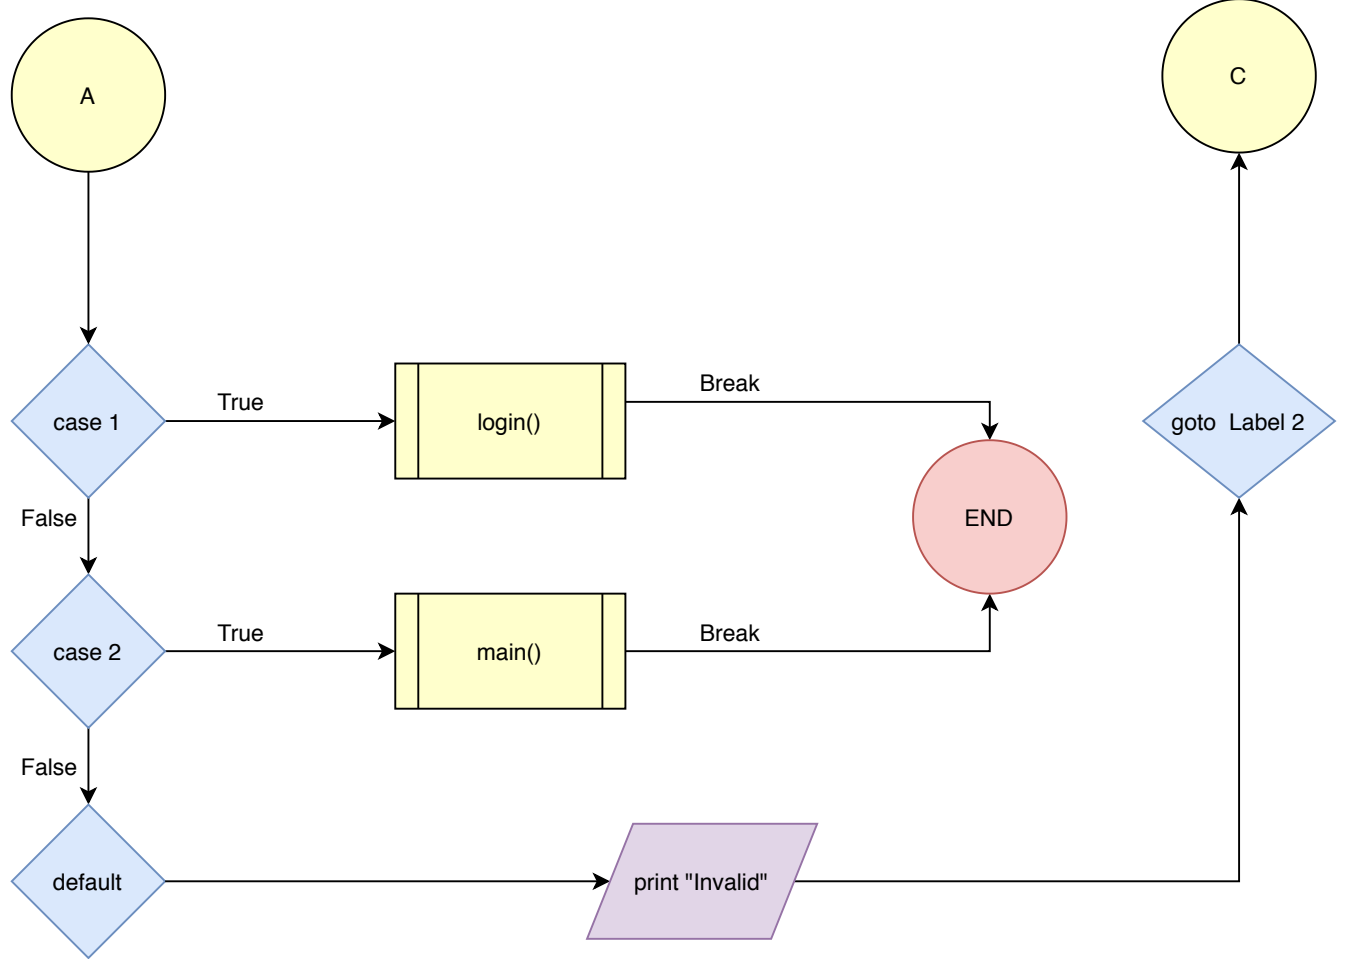 A
C
case 1
True
login()
Break
goto  Label 2
False
END
case 2
True
main()
Break
False
default
print "Invalid"